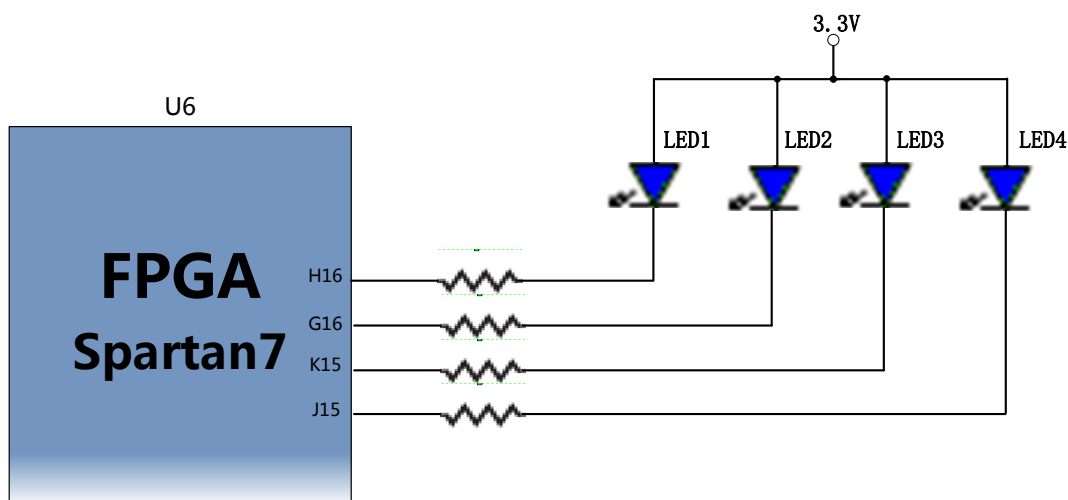 3.3V
U6
LED1
LED2
LED3
LED4
FPGA
Spartan7
H16
G16
K15
J15